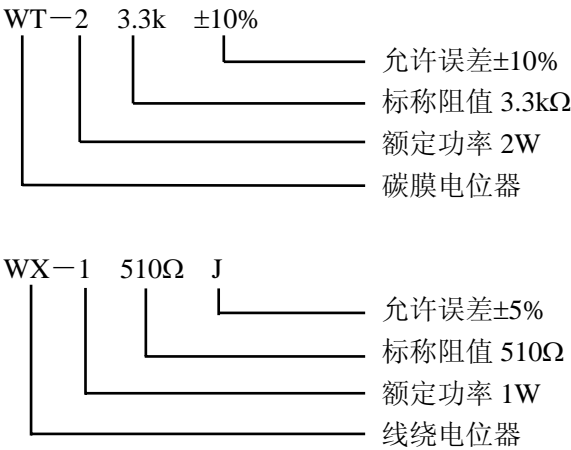 WT－2 3.3k ±10%
允许误差±10%
标称阻值 3.3kΩ
额定功率 2W
碳膜电位器
WX－1 510Ω J
允许误差±5%
标称阻值 510Ω
额定功率 1W
线绕电位器